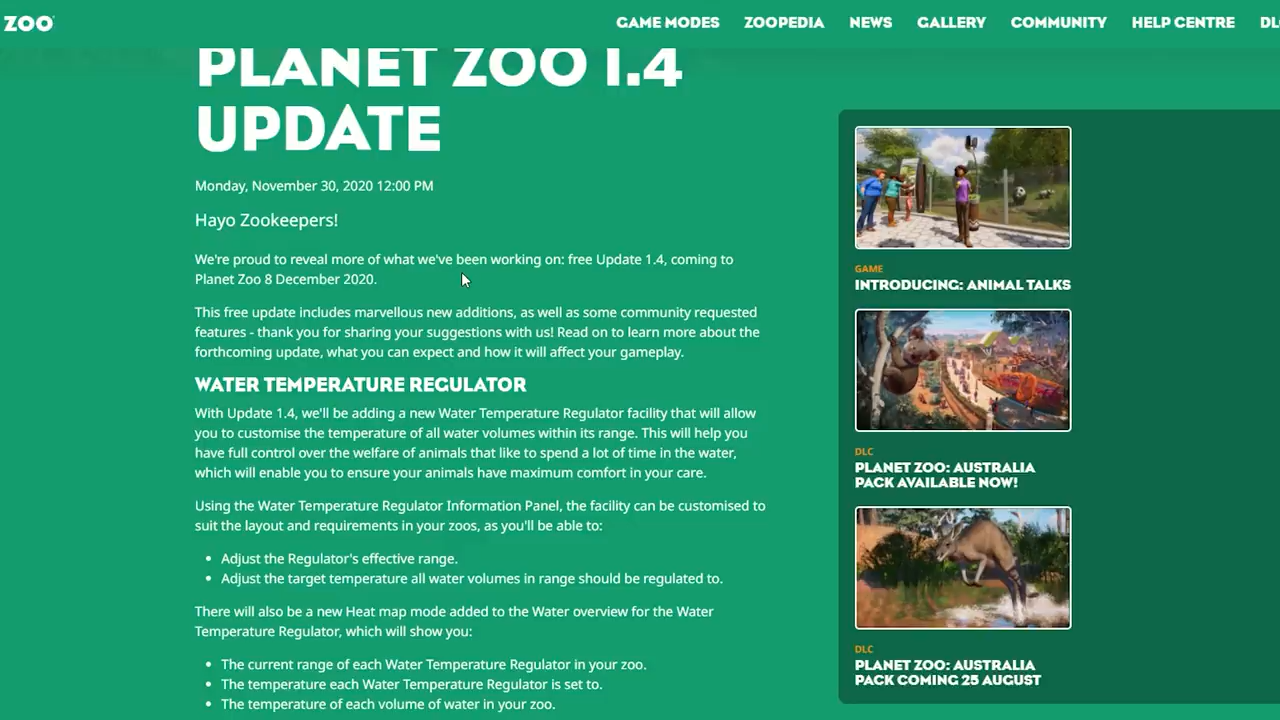 ZOO
GAME MODES
ZOOPEDIA
NEWS
GALLERY
COMMUNITY
HELP CENTRE
DL
PLANET ZOO 1.4
UPDATE
Monday, November 30, 2020 12:00 PM
Hayo Zookeepers!
We're proud to reveal more of what we've been working on: free Update 1.4, coming to
Planet Zoo 8 December 2020.
This free update includes marvellous new additions, as well as some community requested
features - thank you for sharing your suggestions with us! Read on to learn more about the
forthcoming update, what you can expect and how it will affect your gameplay.
WATER TEMPERATURE REGULATOR
With Update 1.4, we'll be adding a new Water Temperature Regulator facility that will allow
you to customise the temperature of all water volumes within its range. This will help you
have full control over the welfare of animals that like to spend a lot of time in the water,
which will enable you to ensure your animals have maximum comfort in your care.
Using the Water Temperature Regulator Information Panel, the facility can be customised to
suit the layout and requirements in your zoos, as you'll be able to:
• Adjust the Regulator's effective range.
• Adjust the target temperature all water volumes in range should be regulated to.
There will also be a new Heat map mode added to the Water overview for the Water
Temperature Regulator, which will show you:
• The current range of each Water Temperature Regulator in your zoo.
• The temperature each Water Temperature Regulator is set to.
• The temperature of each volume of water in your zoo.
GAME
INTRODUCING: ANIMAL TALKS
DLC
PLANET ZOO: AUSTRALIA
PACK AVAILABLE NOW!
DLC
PLANET ZOO: AUSTRALIA
PACK COMING 25 AUGUST